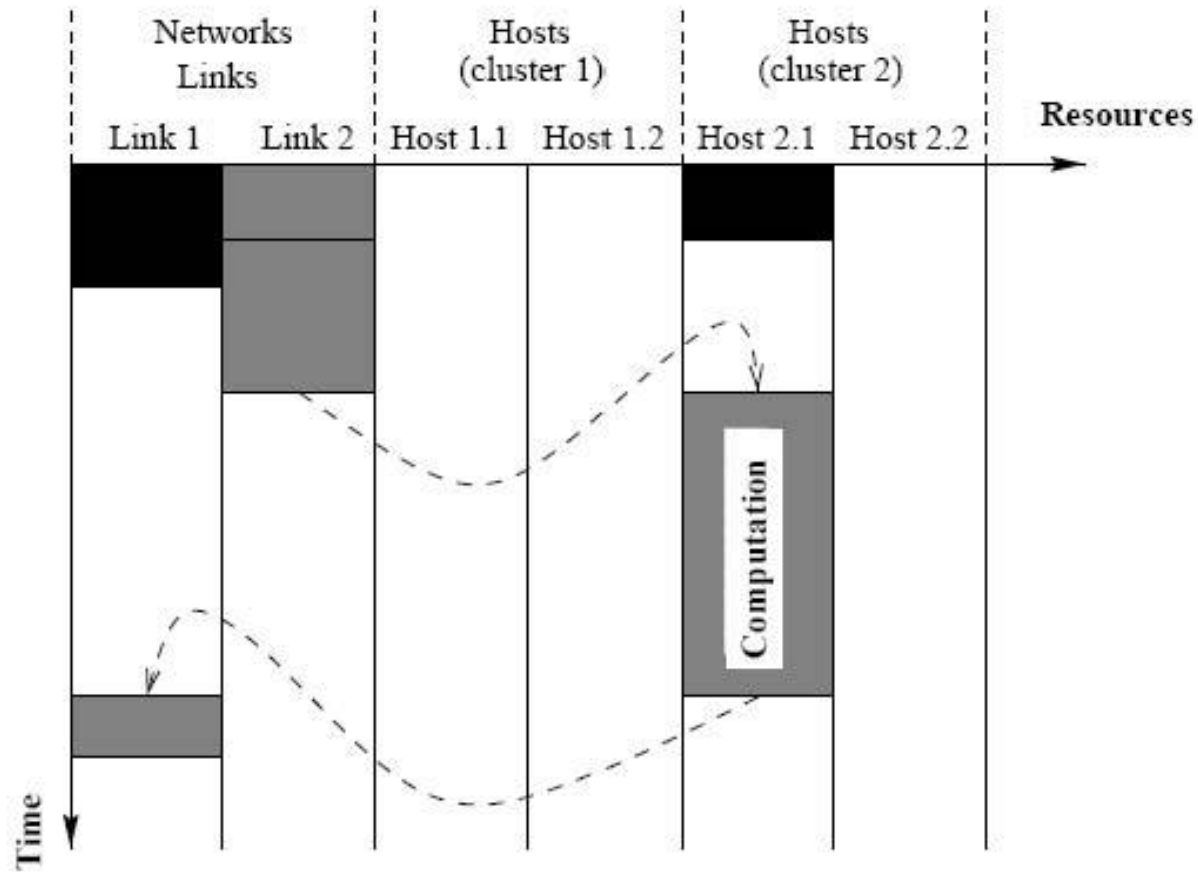 Networks
Links
Hosts
(cluster 1)
Hosts
(cluster 2)
Resources
Link 1
Link 2
Host 1.1
Host 1.2
Host 2.1
Host 2.2
Computation
Time